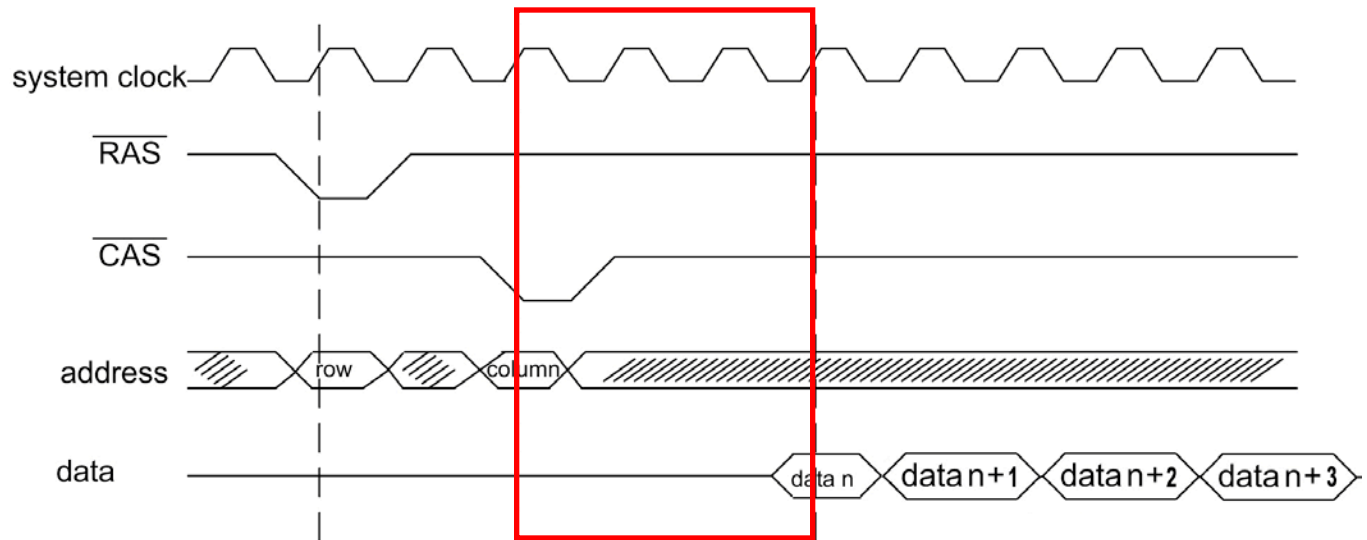 system clock
RAS
CAS
address
row
column
data
data n
data n+1
data n+2
data n+3